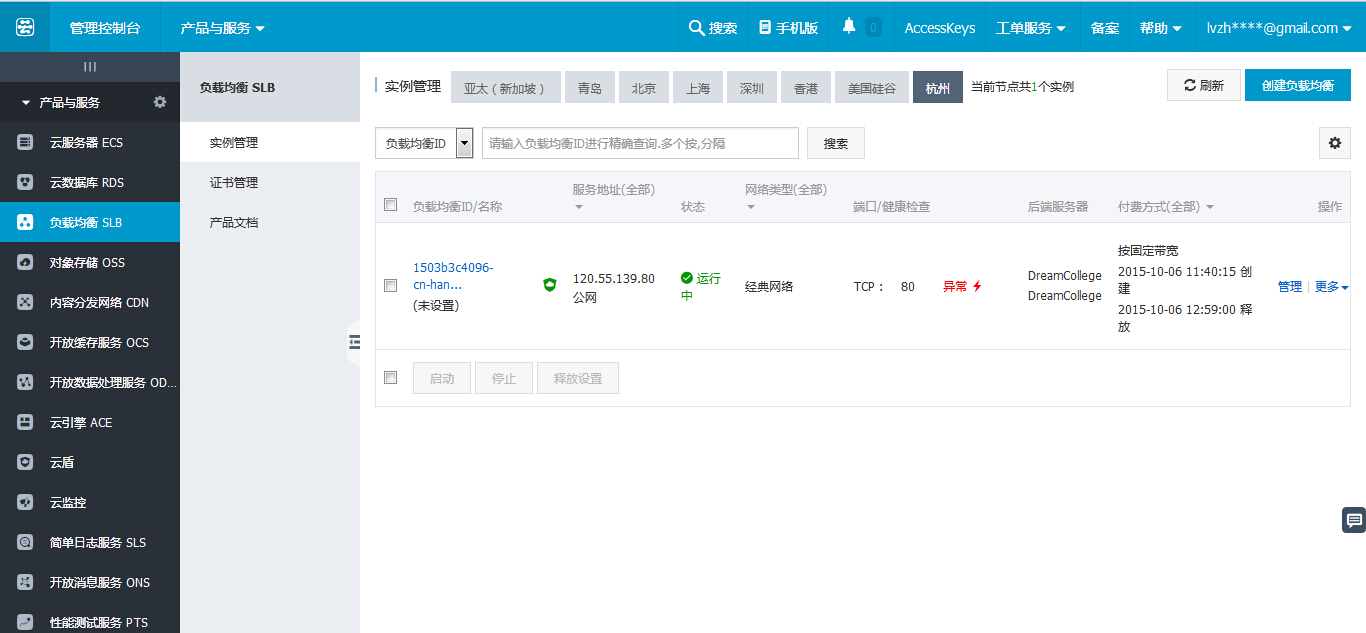 管理控制台 产品与服务 搜索 手机版 0 AccessKeys 工单服务 备案 帮助 lvzh****@gmail.com
产品与服务
云服务器 ECS
云数据库 RDS
负载均衡 SLB
对象存储 OSS
内容分发网络 CDN
开放缓存服务 OCS
开放数据处理服务 OD...
云引擎 ACE
云盾
云监控
简单日志服务 SLS
开放消息服务 ONS
性能测试服务 PTS
负载均衡 SLB
实例管理
证书管理
产品文档
实例管理 亚太（新加坡） 青岛 北京 上海 深圳 香港 美国硅谷 杭州 当前节点共1个实例 刷新 创建负载均衡
负载均衡ID 请输入负载均衡ID进行精确查询.多个按,分隔 搜索
负载均衡ID/名称 服务地址(全部) 状态 网络类型(全部) 端口/健康检查 后端服务器 付费方式(全部) 操作
1503b3c4096-
cn-han...
(未设置)
120.55.139.80
公网
运行
中
经典网络
TCP： 80 异常
DreamCollege
DreamCollege
按固定带宽
2015-10-06 11:40:15 创
建
2015-10-06 12:59:00 释
放
管理 更多
启动 停止 释放设置